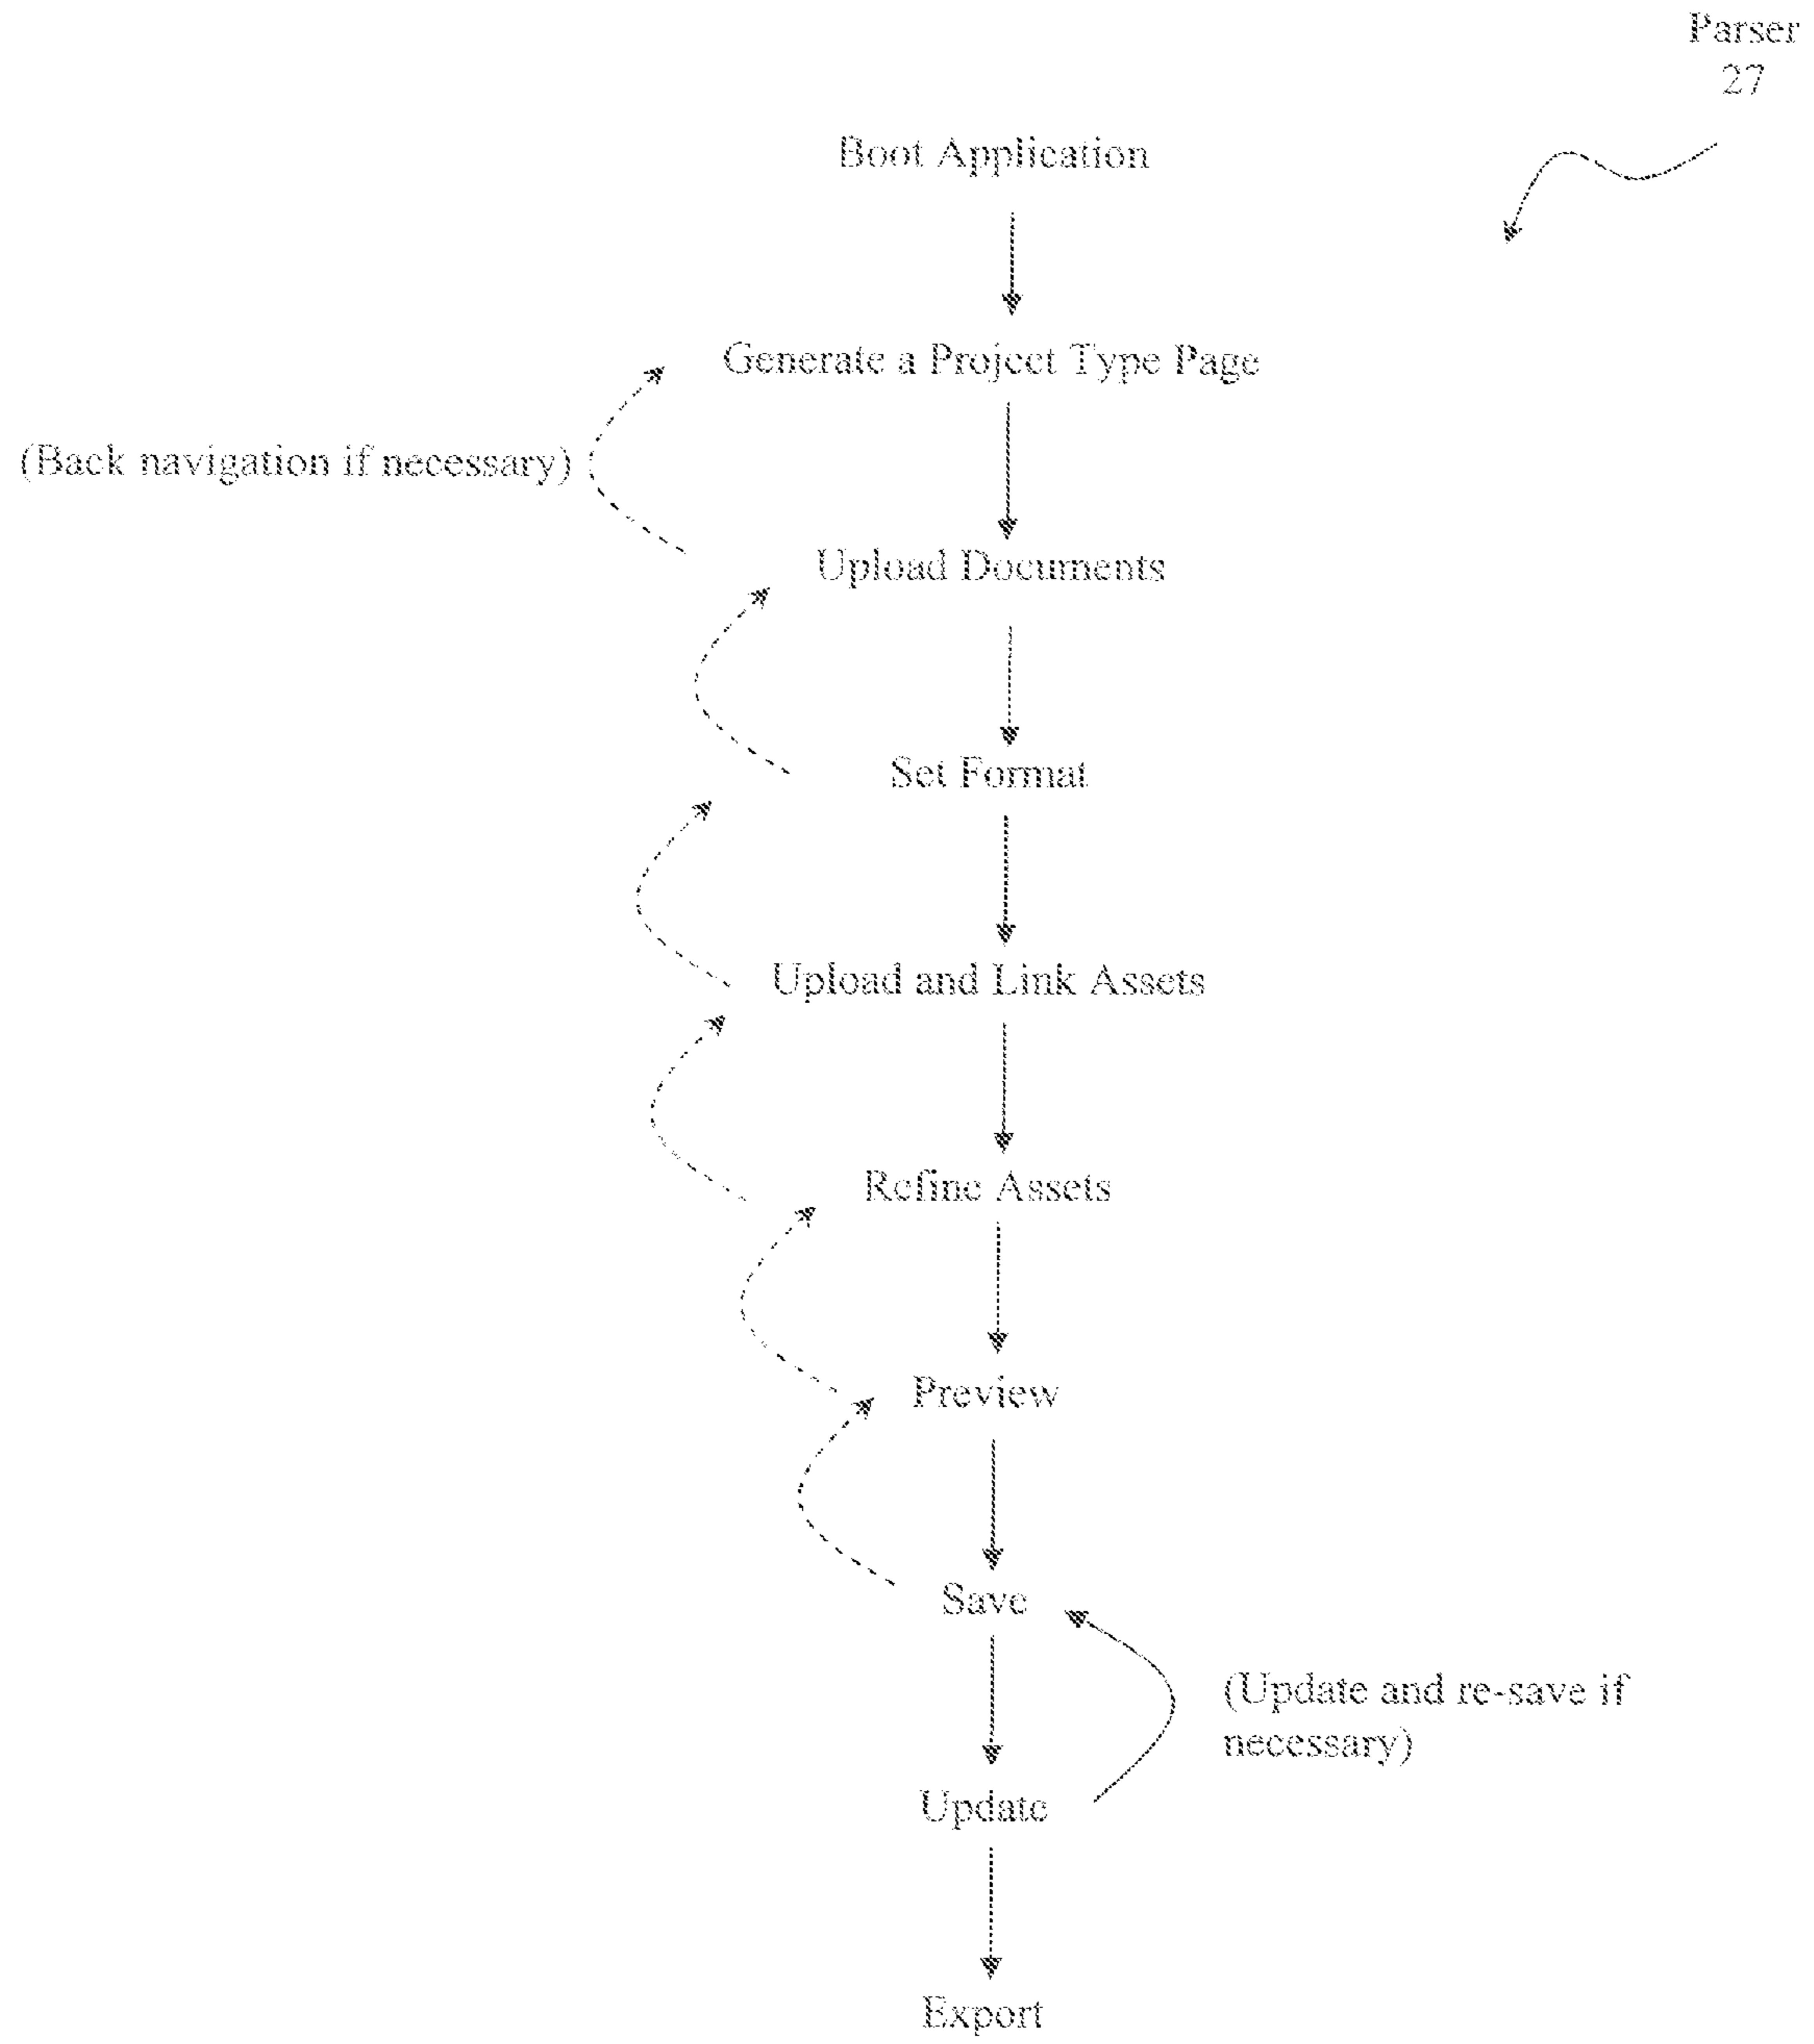 Parser
27
Boot Application
Generate a Project Type Page
(Back navigation if necessary)
Upload Documents
Set Format
Upload and Link Assets
Refine Assets
Preview
Save
(Update and re-save if
necessary)
Update
Export